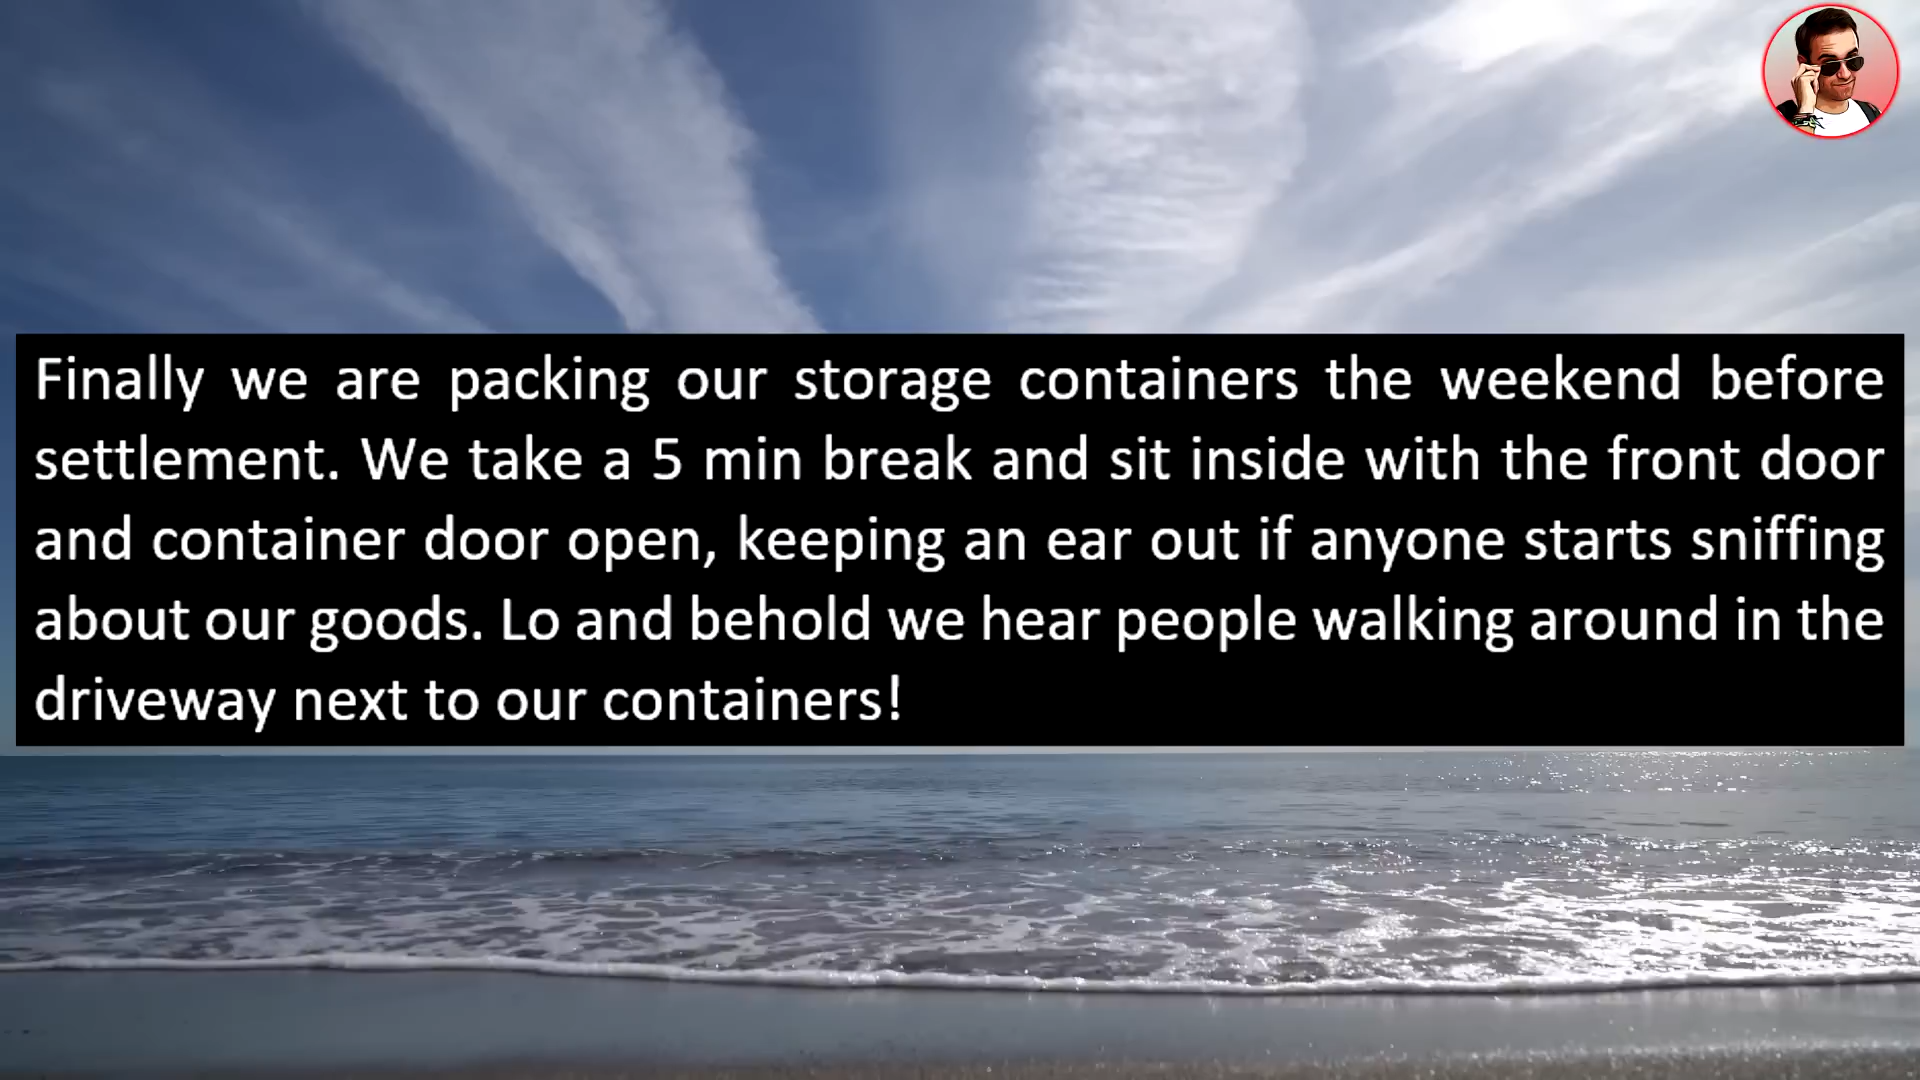 Finally we are packing our storage containers the weekend before
settlement. We take a 5 min break and sit inside with the front door
and container door open, keeping an ear out if anyone starts sniffing
about our goods. Lo and behold we hear people walking around in the
driveway next to our containers!